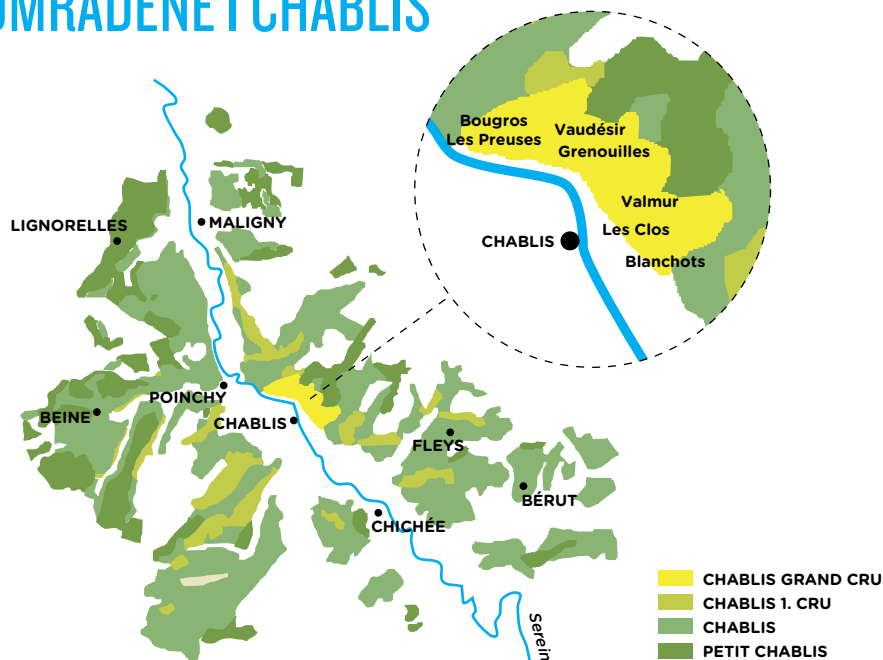 OMRÅDENE I CHABLIS
Bougros
Les Preuses
Vaudésir
Grenouilles
Valmur
Les Clos
Blanchots
CHABLIS
LIGNORELLES
MALIGNY
POINCHY
BEINE
CHABLIS
FLEYS
BÉRUT
CHICHÉE
Serein
CHABLIS GRAND CRU
CHABLIS 1. CRU
CHABLIS
PETIT CHABLIS